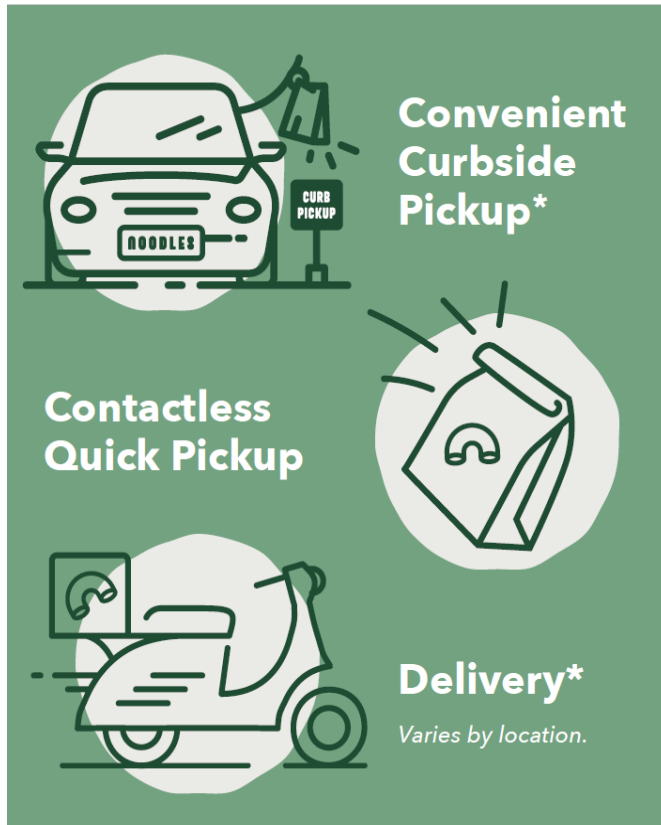 Convenient
Curbside
Pickup*
CURB
PICKUP
NOODLES
Contactless
Quick Pickup
Delivery*
Varies by location.